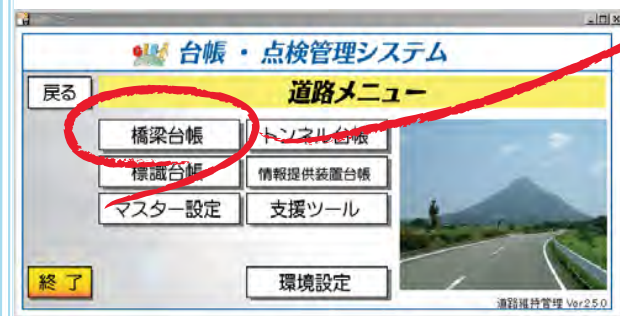 台帳・点検管理システム
戻る
道路メニュー
橋梁台帳
トンネル台帳
標識台帳
情報提供装置台帳
マスター設定
支援ツール
終了
環境設定
道路維持管理 Ver2.5.0